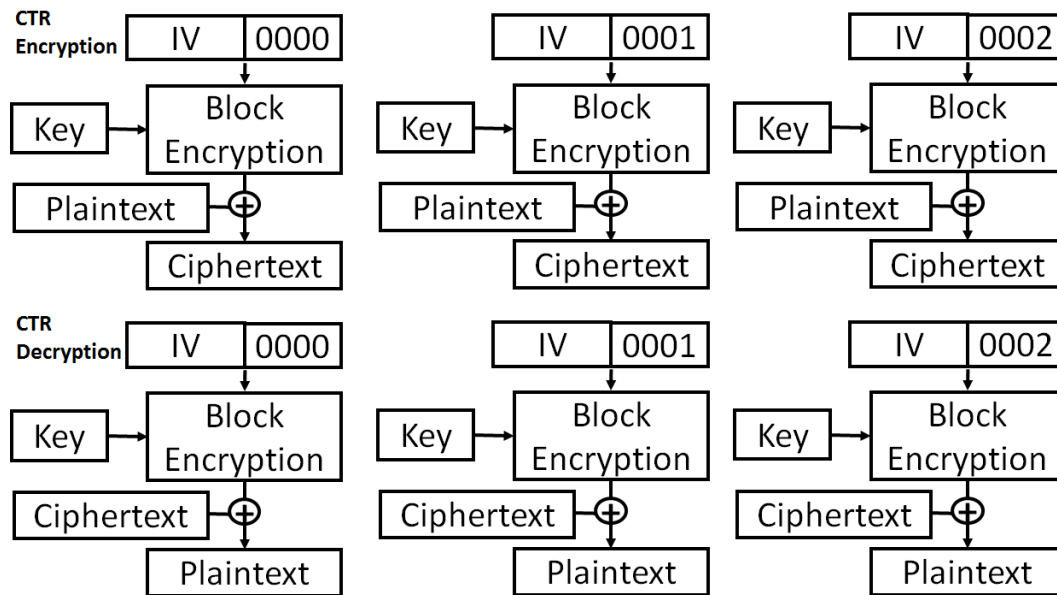 CTR
Encryption
IV 0000 IV 0001 IV 0002
Key Block Encryption Key Block Encryption Key Block Encryption
Plaintext Plaintext Plaintext
Ciphertext Ciphertext Ciphertext
CTR
Decryption
IV 0000 IV 0001 IV 0002
Key Block Encryption Key Block Encryption Key Block Encryption
Ciphertext Ciphertext Ciphertext
Plaintext Plaintext Plaintext